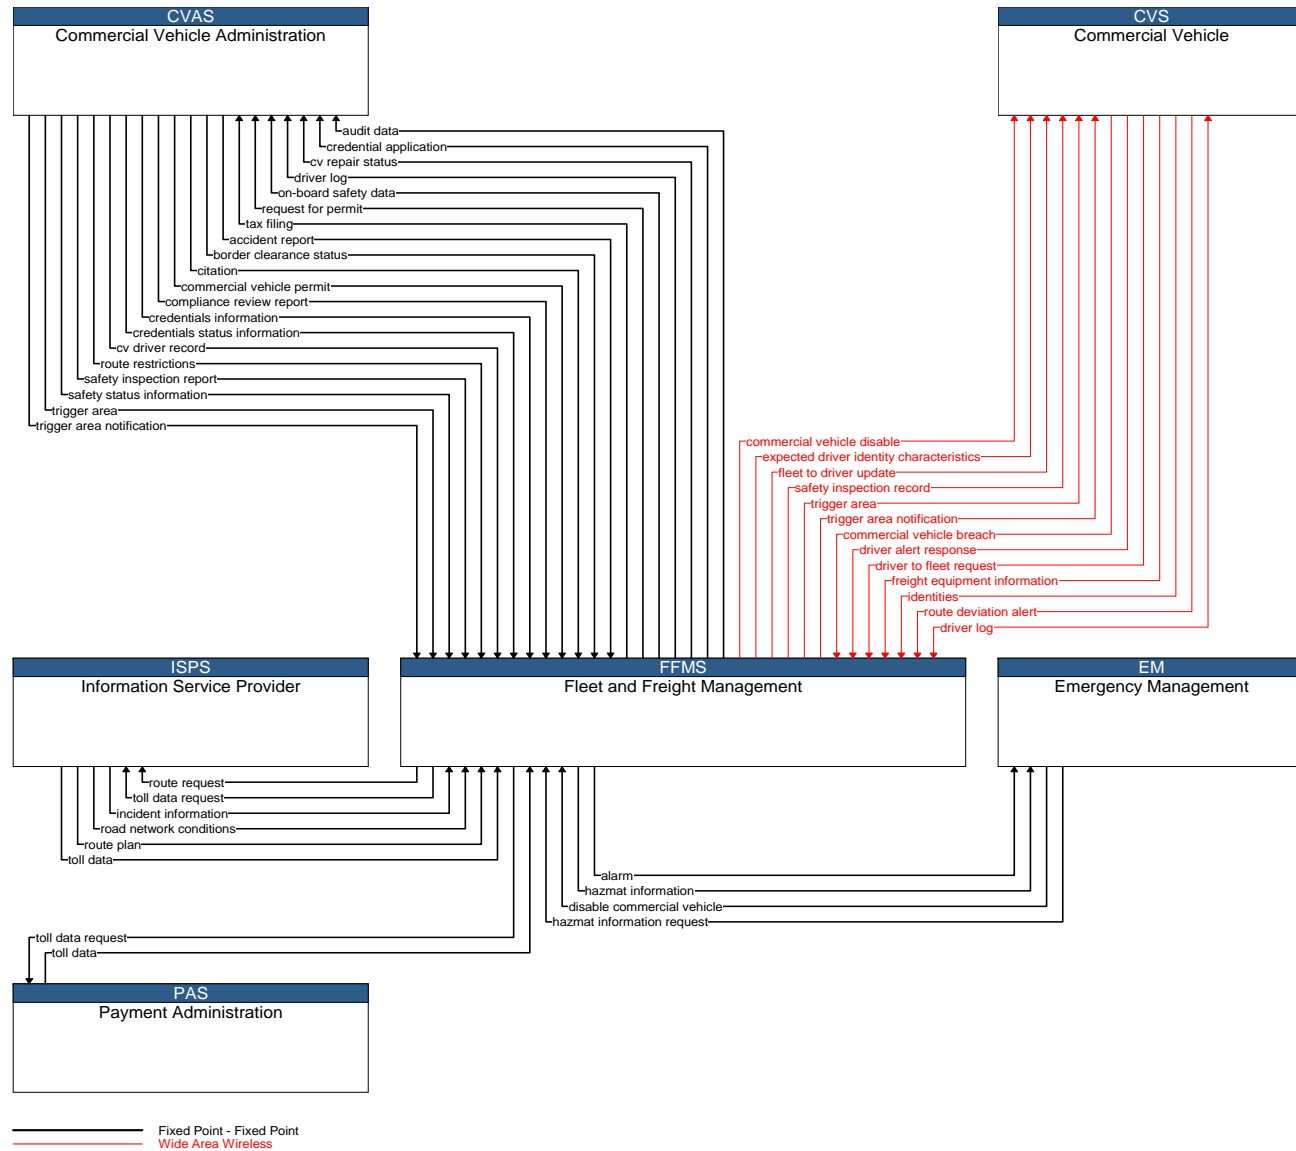 CVAS
Commercial Vehicle Administration
CVS
Commercial Vehicle
audit data
credential application
cv repair status
driver log
on-board safety data
request for permit
tax filing
accident report
border clearance status
citation
commercial vehicle permit
compliance review report
credentials information
credentials status information
cv driver record
route restrictions
safety inspection report
safety status information
trigger area
trigger area notification
commercial vehicle disable
expected driver identity characteristics
fleet to driver update
safety inspection record
trigger area
trigger area notification
commercial vehicle breach
driver alert response
driver to fleet request
freight equipment information
identities
route deviation alert
driver log
ISPS
Information Service Provider
FFMS
Fleet and Freight Management
EM
Emergency Management
route request
toll data request
incident information
road network conditions
route plan
toll data
alarm
hazmat information
disable commercial vehicle
hazmat information request
toll data request
toll data
PAS
Payment Administration
Fixed Point - Fixed Point
Wide Area Wireless